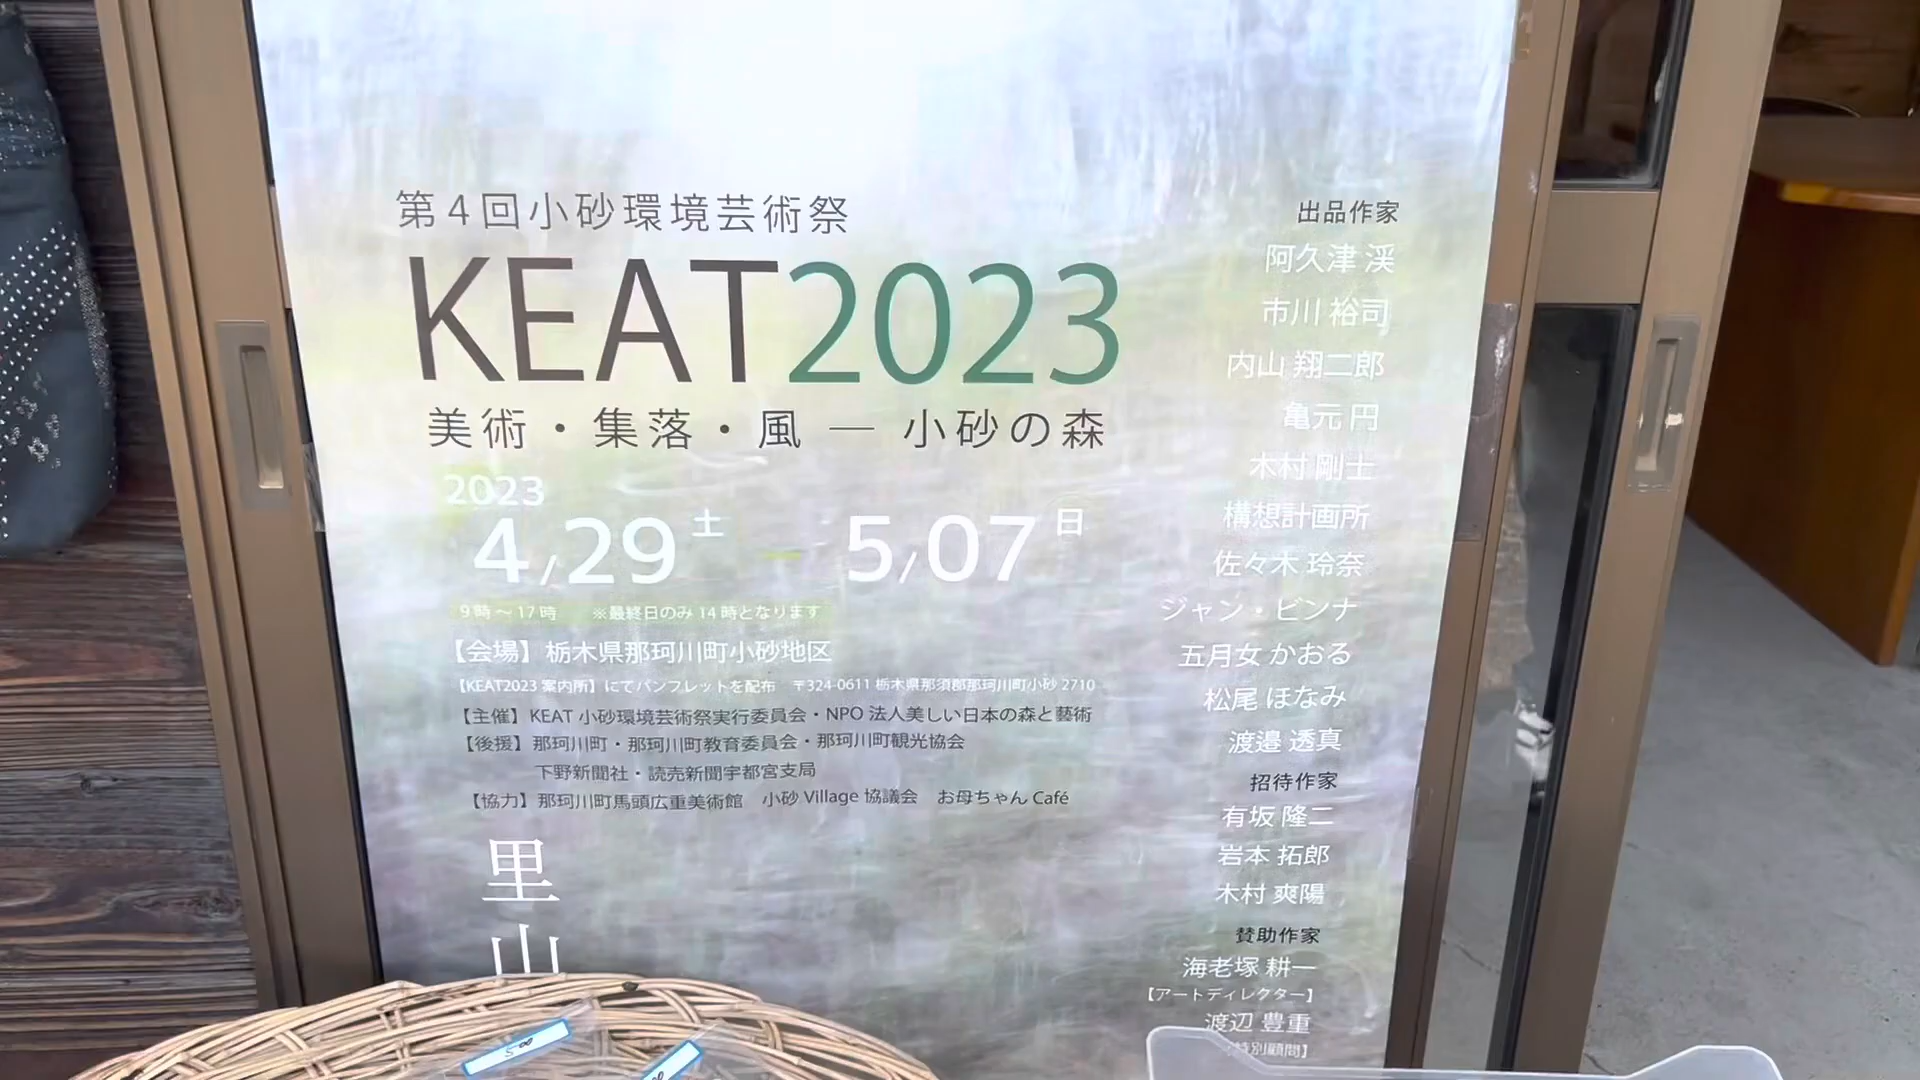 第4回小砂環境芸術祭
KEAT2023
美術・集落・風 ― 小砂の森
2023
4/29 土 5/07 日
9時～17時 ※最終日のみ14時となります
【会場】栃木県那珂川町小砂地区
【KEAT2023 案内所】にてパンフレットを配布 〒324-0611 栃木県那須郡那珂川町小砂 2710
【主催】KEAT 小砂環境芸術祭実行委員会・NPO 法人美しい日本の森と藝術
【後援】那珂川町・那珂川町教育委員会・那珂川町観光協会
下野新聞社・読売新聞宇都宮支局
【協力】那珂川町馬頭広重美術館 小砂 Village 協議会 お母ちゃん Café
里山
出品作家
阿久津 渓
市川 裕司
内山 翔二郎
亀元 円
木村 剛士
構想計画所
佐々木 玲奈
ジャン・ビンナ
五月女 かおる
松尾 ほなみ
渡邉 透真
招待作家
有坂 隆二
岩本 拓郎
木村 爽陽
賛助作家
海老塚 耕一
【アートディレクター】
渡辺 豊重
特別顧問】